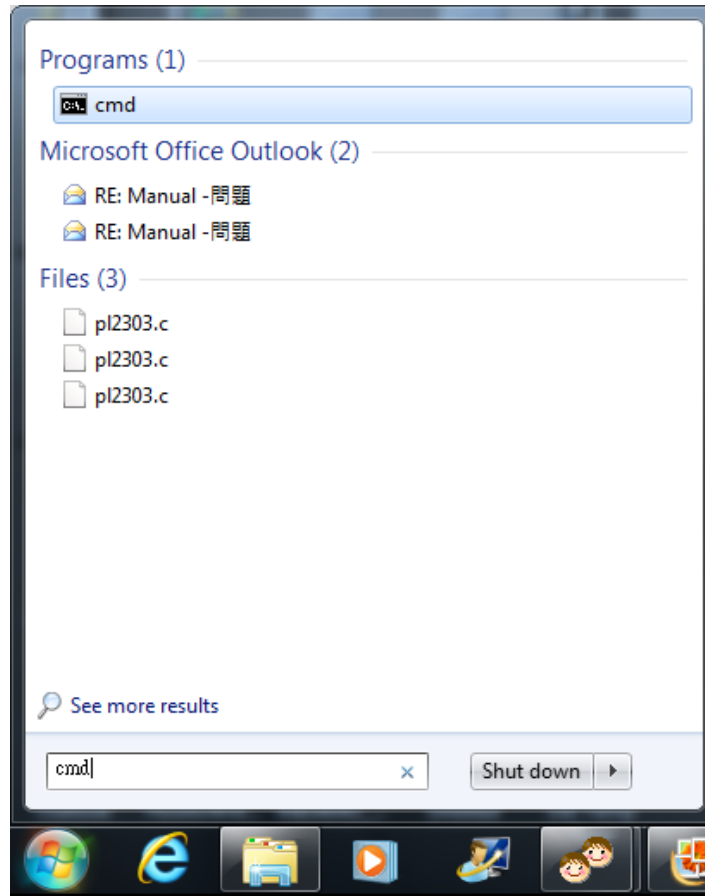 Programs (1)
cmd
Microsoft Office Outlook (2)
RE: Manual -問題
RE: Manual -問題
Files (3)
pl2303.c
pl2303.c
pl2303.c
See more results
cmd
Shut down